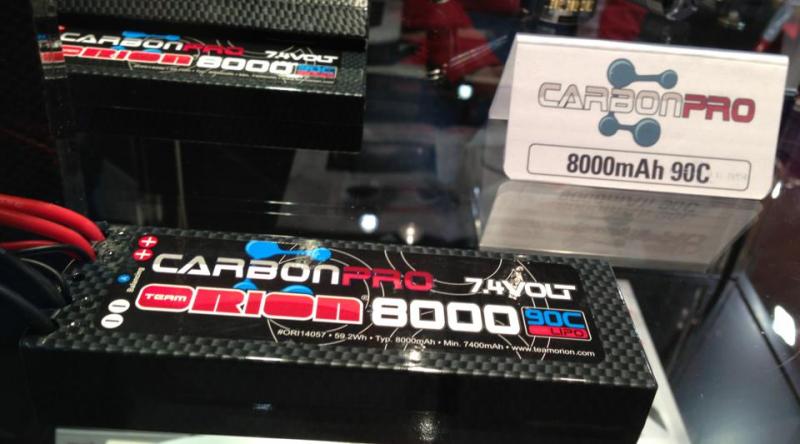 CARBONPRO 7.4VOLT
ORION 8000 90C
CARBONPRO
8000mAh 90C
CARBONPRO 7.4VOLT
TEAM ORION® 8000 90C LIPO
#ORI14057 • 59.2Wh • Typ. 8000mAh • Min. 7400mAh • www.teamorion.com